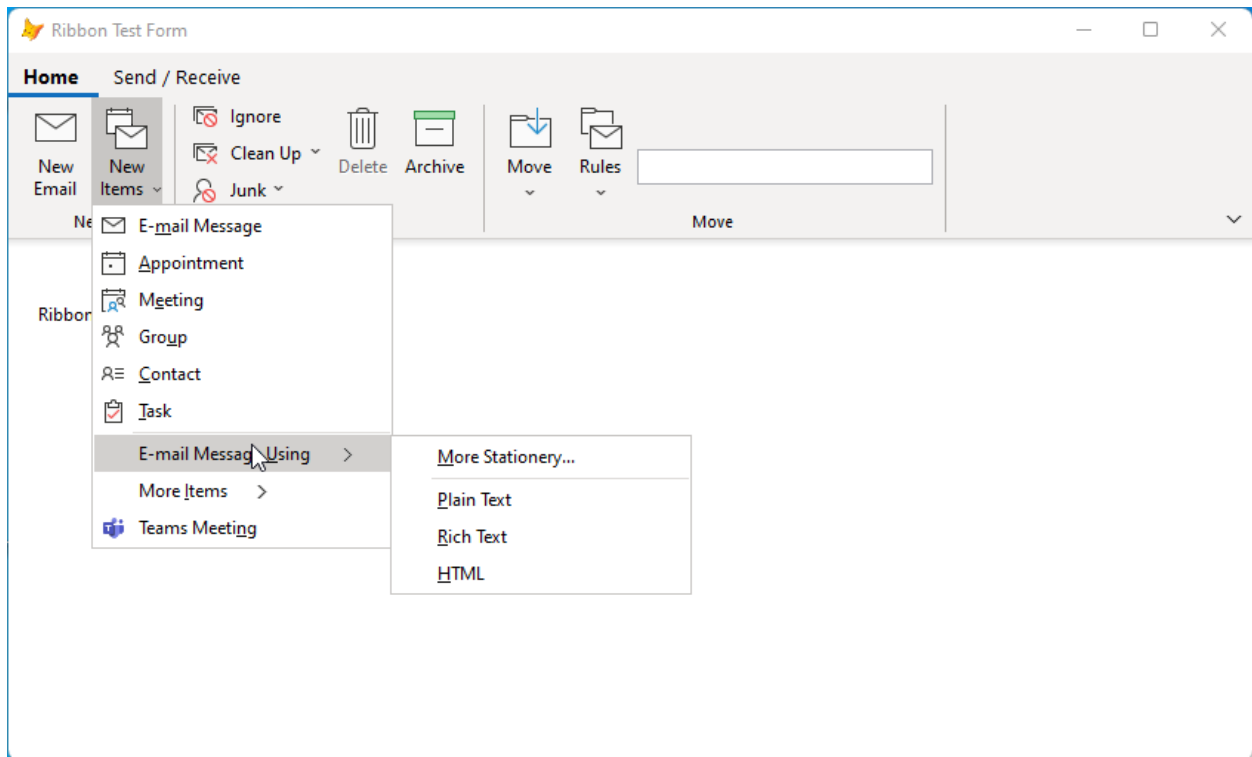 Ribbon Test Form
Home Send / Receive
New Email
New Items
Ignore
Clean Up
Junk
Delete
Archive
Move
Rules
Move
E-mail Message
Appointment
Meeting
Group
Contact
Task
E-mail Message Using
More Items
Teams Meeting
More Stationery...
Plain Text
Rich Text
HTML